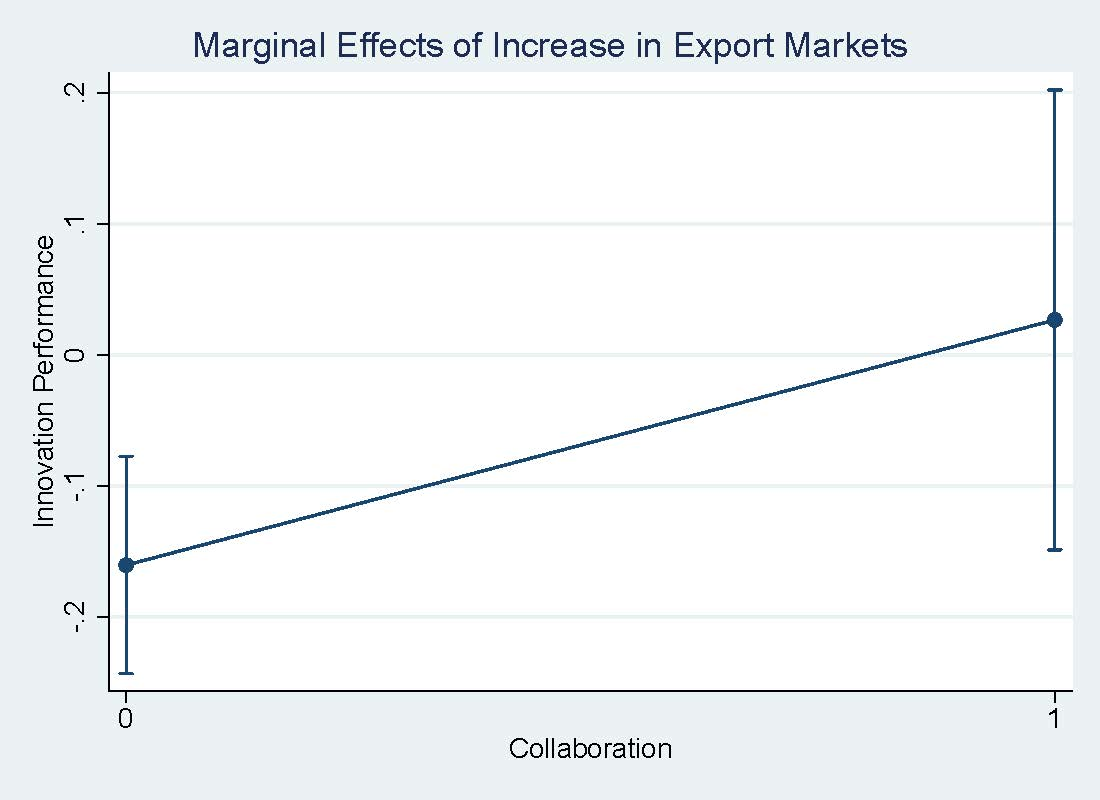 Marginal Effects of Increase in Export Markets
Innovation Performance
.2
.1
0
-.1
-.2
0
1
Collaboration